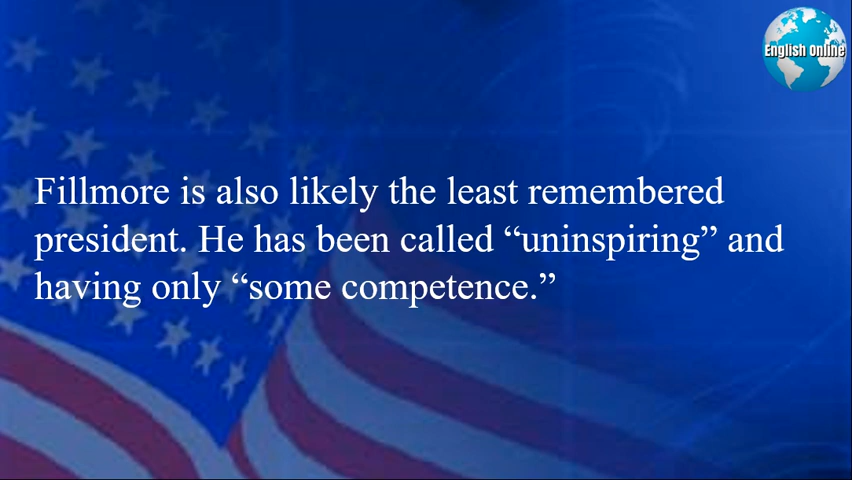 English Online
Fillmore is also likely the least remembered
president. He has been called “uninspiring” and
having only “some competence.”